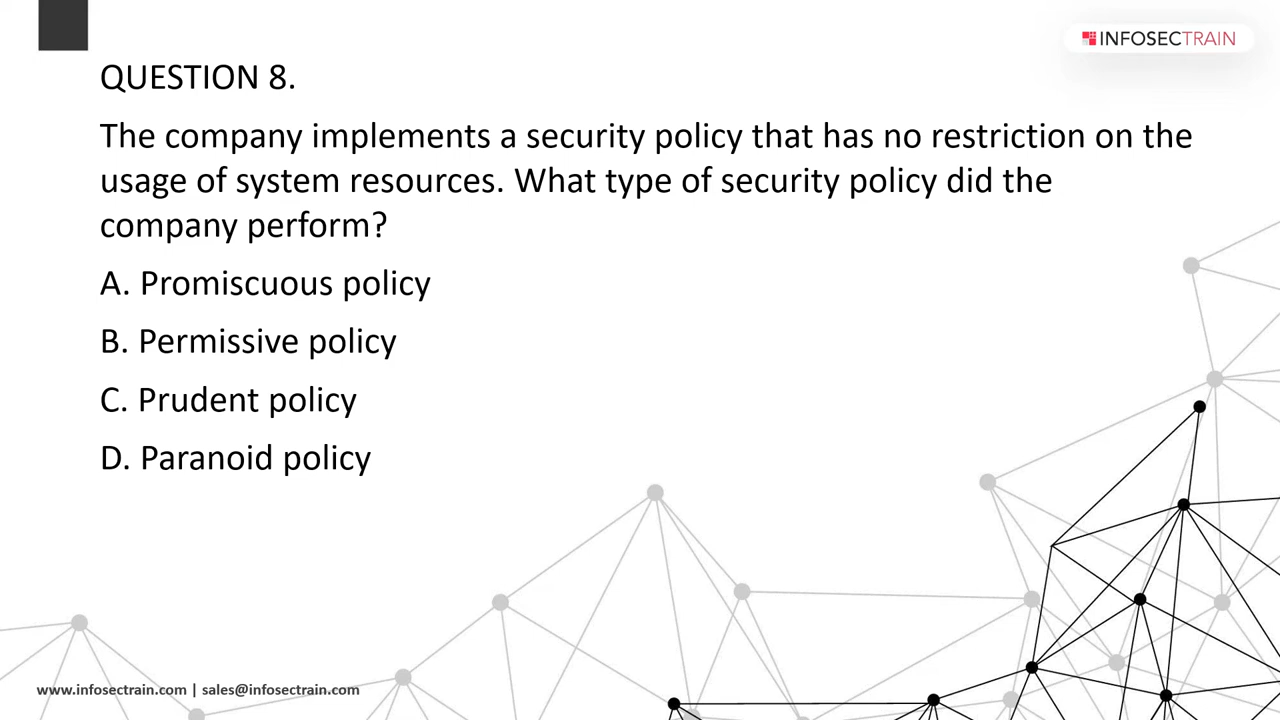 INFOSECTRAIN
QUESTION 8.
The company implements a security policy that has no restriction on the
usage of system resources. What type of security policy did the
company perform?
A. Promiscuous policy
B. Permissive policy
C. Prudent policy
D. Paranoid policy
www.infosectrain.com | sales@infosectrain.com